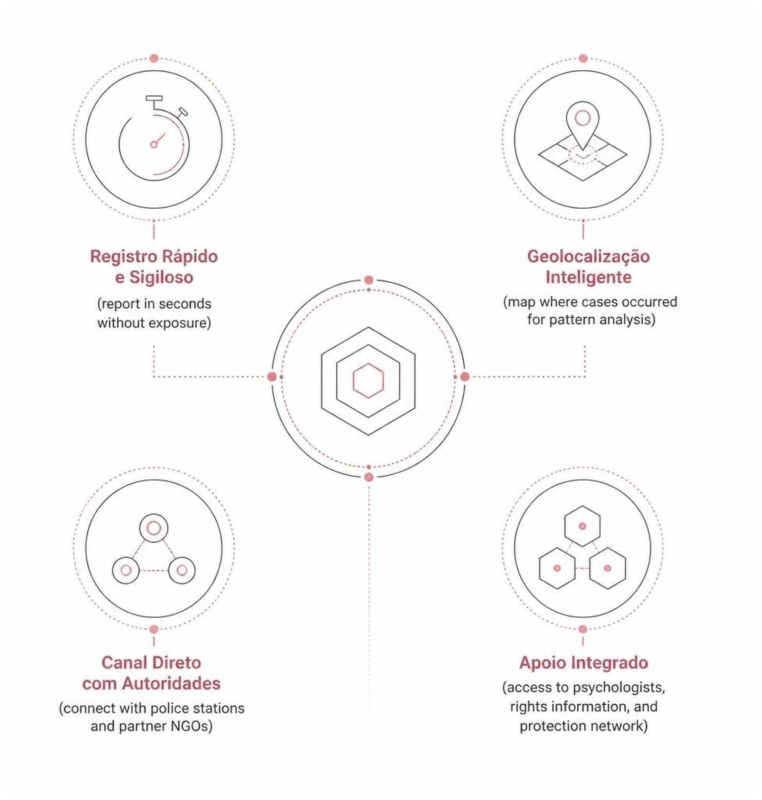 Registro Rápido
e Sigiloso
(report in seconds
without exposure)
Geolocalização
Inteligente
(map where cases occurred
for pattern analysis)
Canal Direto
com Autoridades
(connect with police stations
and partner NGOs)
Apoio Integrado
(access to psychologists,
rights information, and
protection network)